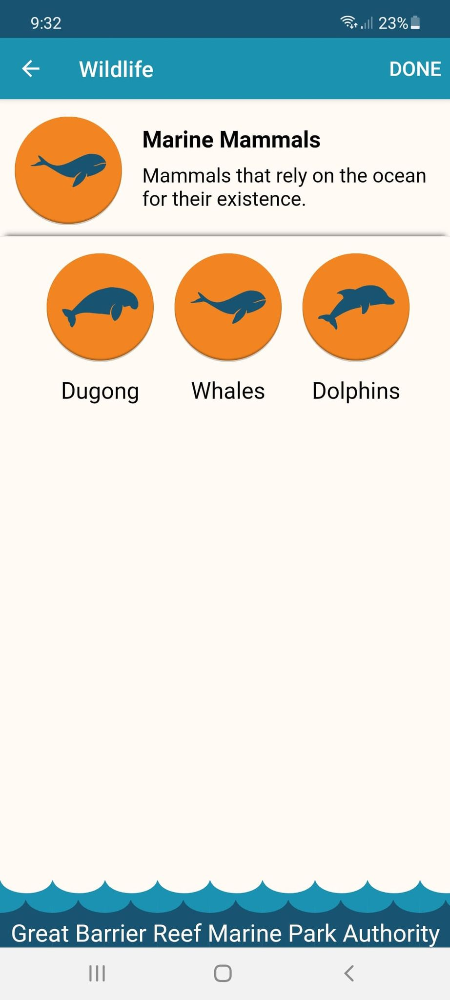 9:32
23%
Wildlife
DONE
Marine Mammals
Mammals that rely on the ocean
for their existence.
Dugong
Whales
Dolphins
Great Barrier Reef Marine Park Authority